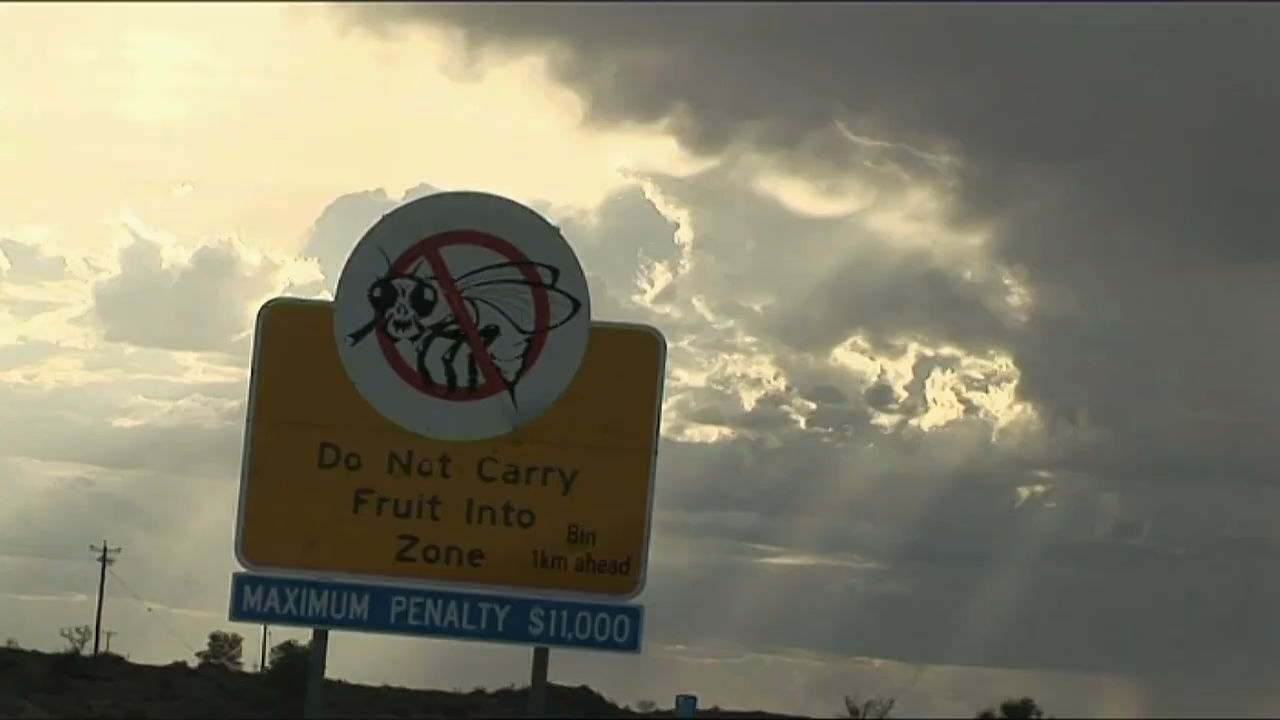 Do Not Carry
Fruit Into
Zone
Bin
1km ahead
MAXIMUM PENALTY $11,000